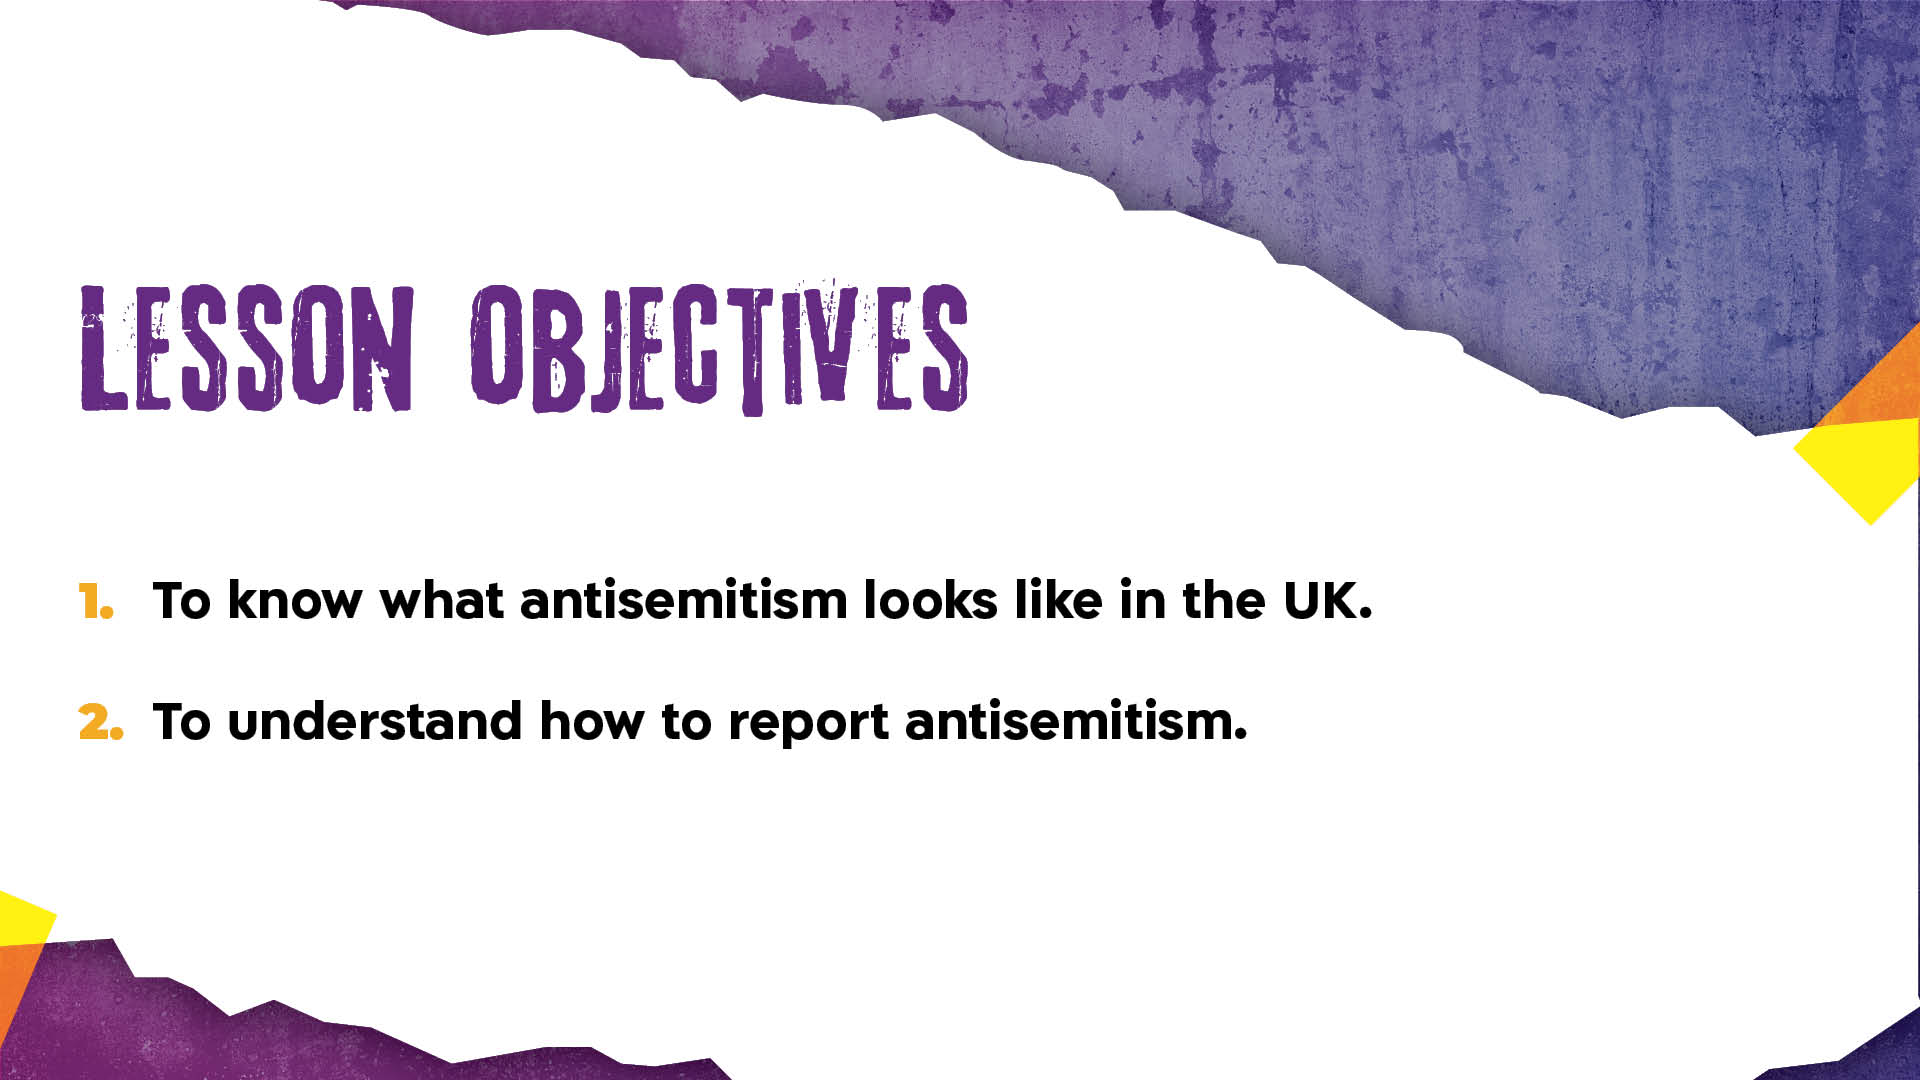 LESSON OBJECTIVES
1. To know what antisemitism looks like in the UK.
2. To understand how to report antisemitism.